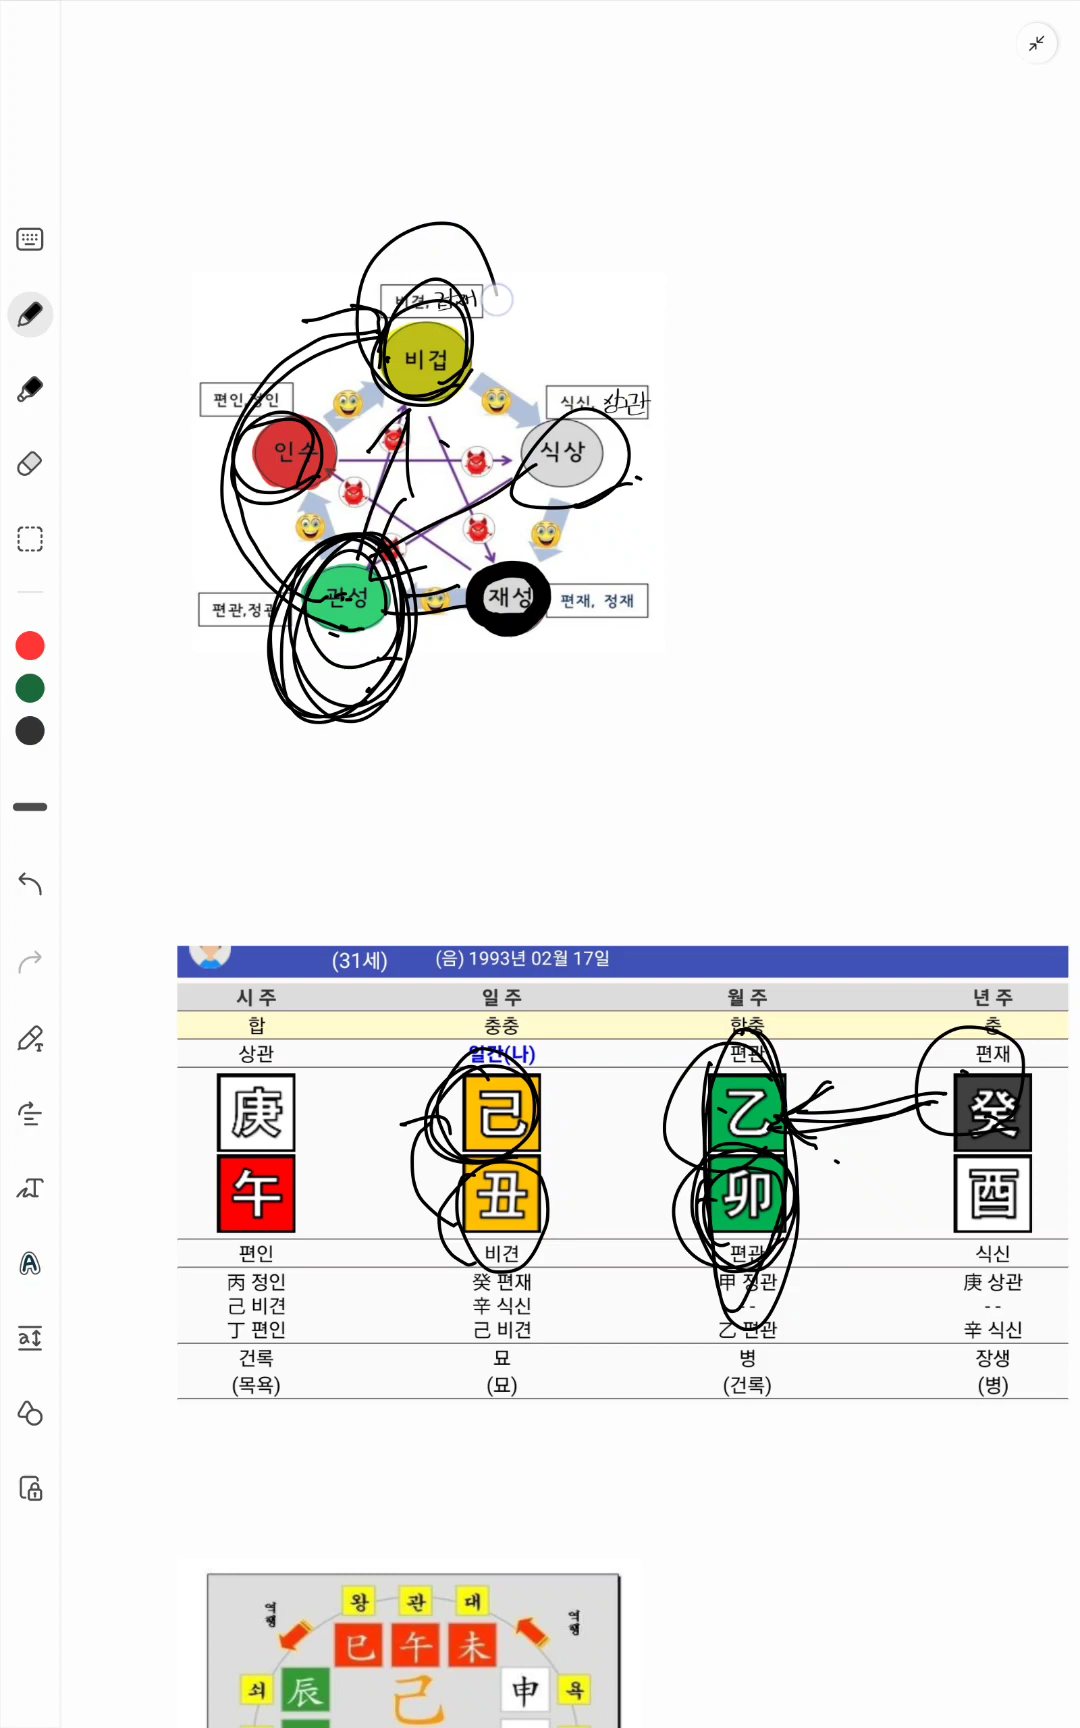 비견, 겁재
비겁
편인, 정인
식신, 상관
인수
식상
관성
재성
편관, 정관
편재, 정재
(31세) (음) 1993년 02월 17일
시 주 일 주 월 주 년 주
합 충충 합충 충
상관 일간(나) 편관 편재
庚 己 乙 癸
午 丑 卯 酉
편인 비견 편관 식신
丙 정인 癸 편재 甲 정관 庚 상관
己 비견 辛 식신 - - - -
丁 편인 己 비견 乙 편관 辛 식신
건록 묘 병 장생
(목욕) (묘) (건록) (병)
왕 관 대
역행 역행
巳 午 未
쇠 辰 己 申 욕